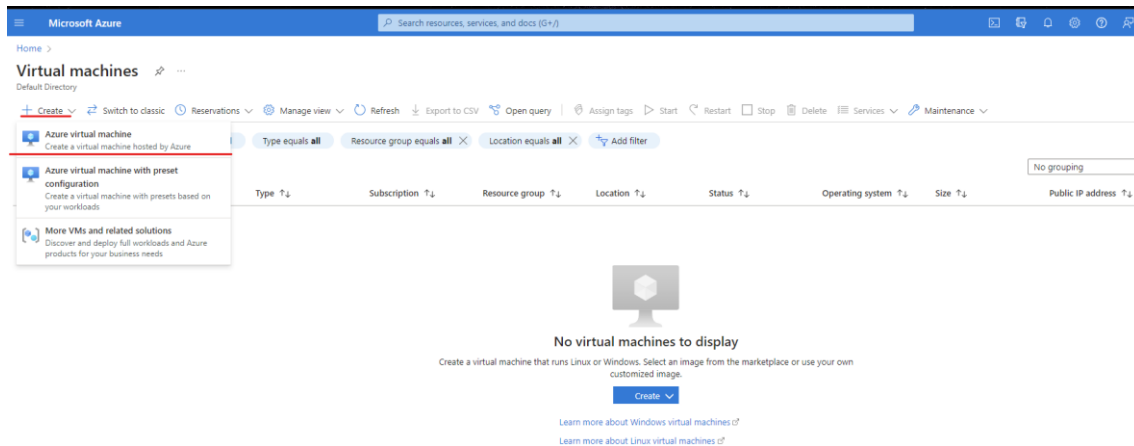 Microsoft Azure
Search resources, services, and docs (G+/)
Home >
Virtual machines
Default Directory
Create
Switch to classic
Reservations
Manage view
Refresh
Export to CSV
Open query
Assign tags
Start
Restart
Stop
Delete
Services
Maintenance
Azure virtual machine
Create a virtual machine hosted by Azure
Type equals all
Resource group equals all
Location equals all
Add filter
Azure virtual machine with preset
configuration
Create a virtual machine with presets based on
your workloads
More VMs and related solutions
Discover and deploy full workloads and Azure
products for your business needs
No grouping
Type
Subscription
Resource group
Location
Status
Operating system
Size
Public IP address
No virtual machines to display
Create a virtual machine that runs Linux or Windows. Select an image from the marketplace or use your own
customized image.
Create
Learn more about Windows virtual machines
Learn more about Linux virtual machines